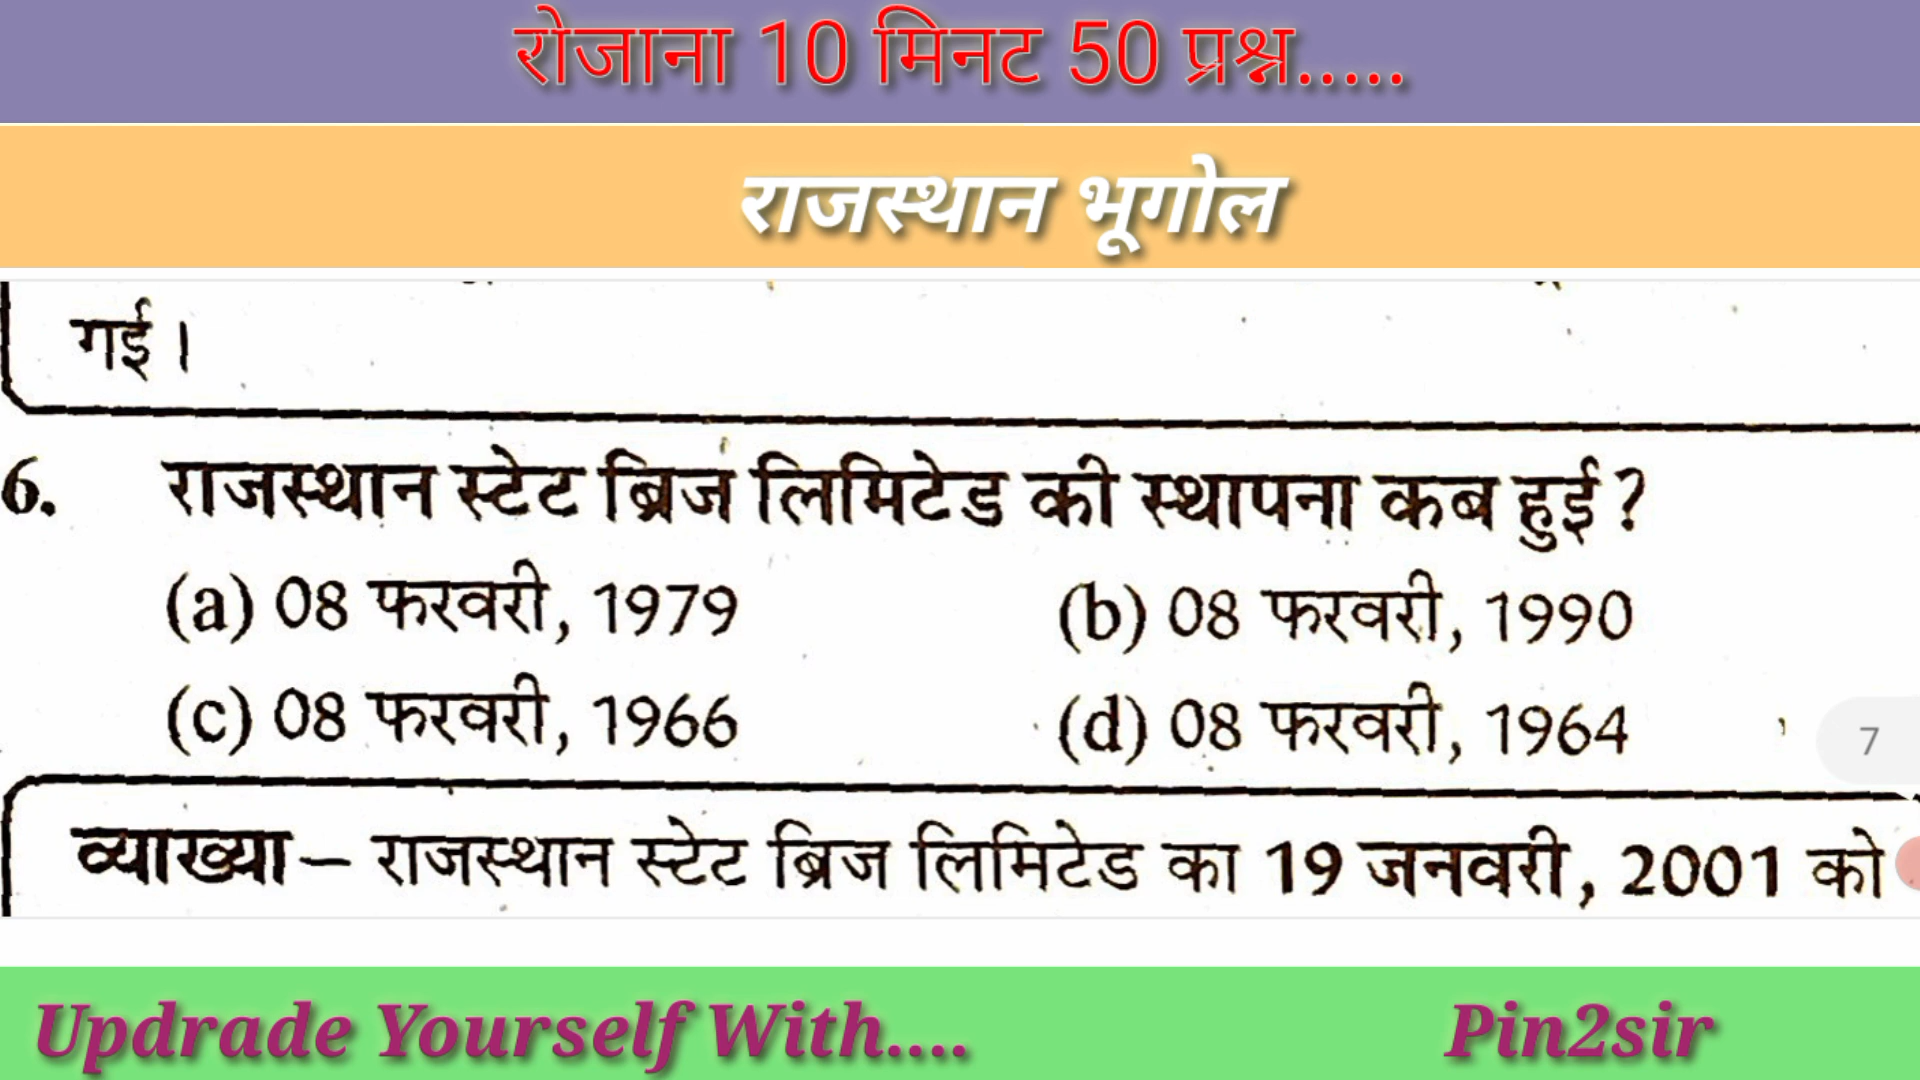 रोजाना 10 मिनट 50 प्रश्न.....
राजस्थान भूगोल
गई।
6. राजस्थान स्टेट ब्रिज लिमिटेड की स्थापना कब हुई?
(a) 08 फरवरी, 1979 (b) 08 फरवरी, 1990
(c) 08 फरवरी, 1966 (d) 08 फरवरी, 1964
7
व्याख्या– राजस्थान स्टेट ब्रिज लिमिटेड का 19 जनवरी, 2001 को
Updrade Yourself With.... Pin2sir